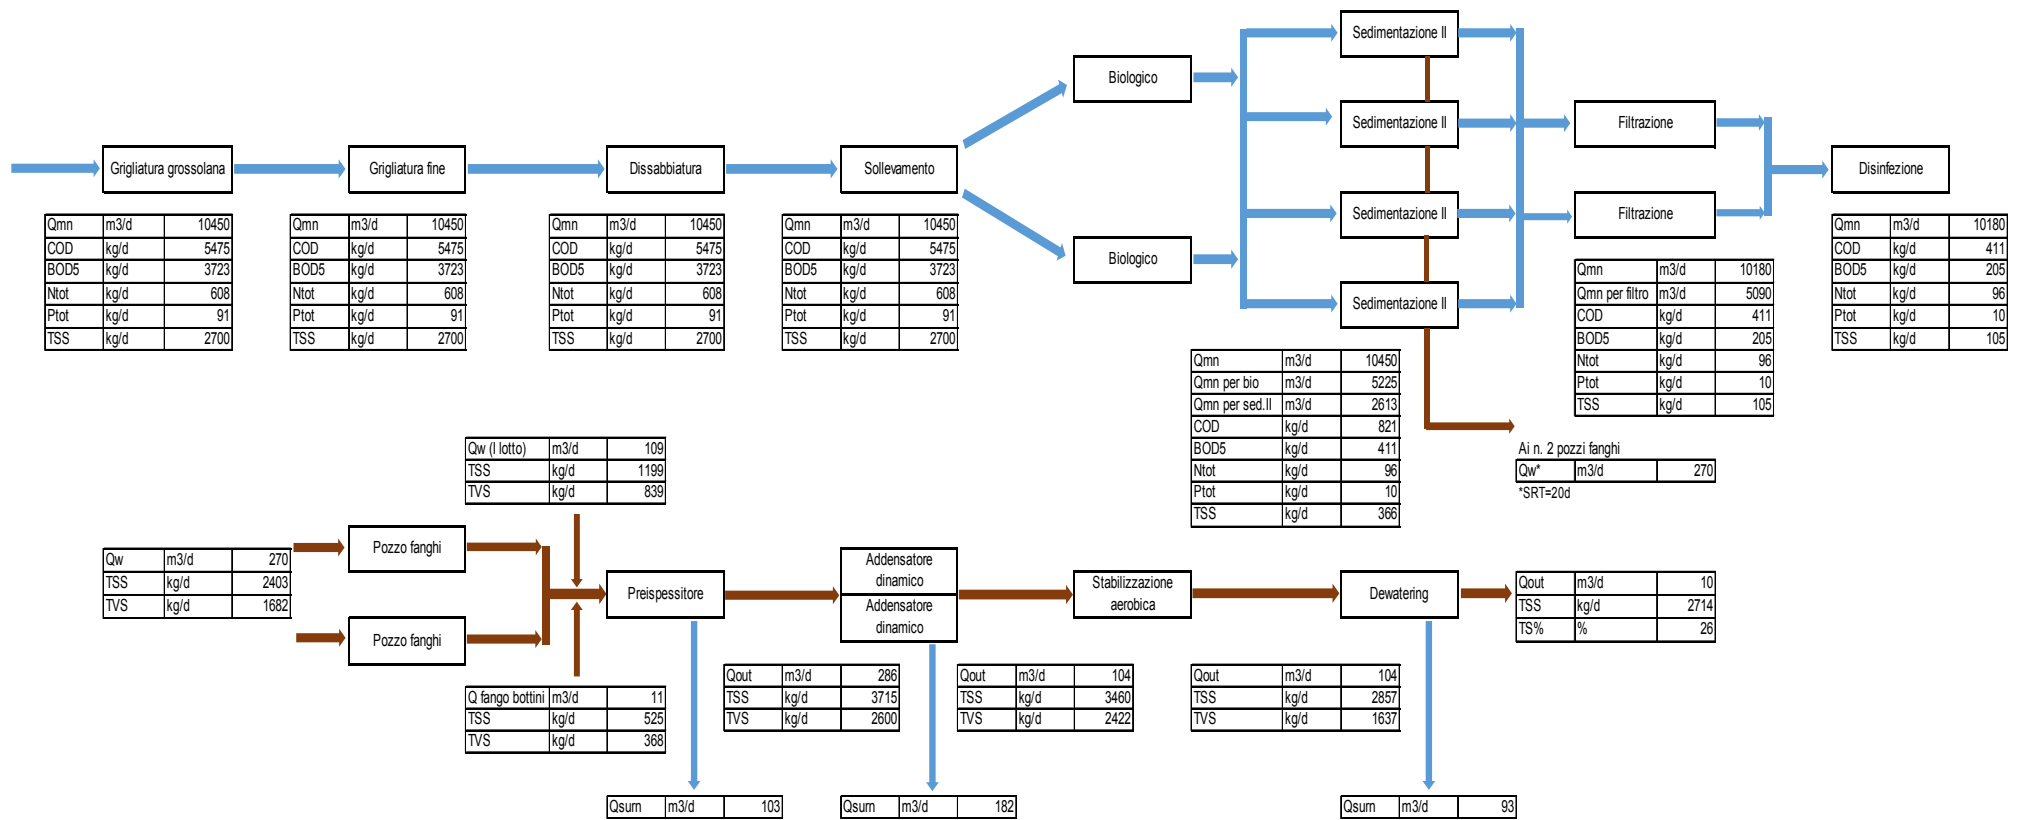 Sedimentazione II
Biologico
Sedimentazione II
Filtrazione
Grigliatura grossolana
Grigliatura fine
Dissabbiatura
Sollevamento
Disinfezione
Sedimentazione II
Filtrazione
Biologico
Sedimentazione II
Qmn m3/d 10450
COD kg/d 5475
BOD5 kg/d 3723
Ntot kg/d 608
Ptot kg/d 91
TSS kg/d 2700
Qmn m3/d 10450
COD kg/d 5475
BOD5 kg/d 3723
Ntot kg/d 608
Ptot kg/d 91
TSS kg/d 2700
Qmn m3/d 10450
COD kg/d 5475
BOD5 kg/d 3723
Ntot kg/d 608
Ptot kg/d 91
TSS kg/d 2700
Qmn m3/d 10450
COD kg/d 5475
BOD5 kg/d 3723
Ntot kg/d 608
Ptot kg/d 91
TSS kg/d 2700
Qmn m3/d 10180
COD kg/d 411
BOD5 kg/d 205
Ntot kg/d 96
Ptot kg/d 10
TSS kg/d 105
Qmn m3/d 10180
Qmn per filtro m3/d 5090
COD kg/d 411
BOD5 kg/d 205
Ntot kg/d 96
Ptot kg/d 10
TSS kg/d 105
Qmn m3/d 10450
Qmn per bio m3/d 5225
Qmn per sed.II m3/d 2613
COD kg/d 821
BOD5 kg/d 411
Ntot kg/d 96
Ptot kg/d 10
TSS kg/d 366
Ai n. 2 pozzi fanghi
Qw* m3/d 270
*SRT=20d
Qw (I lotto) m3/d 109
TSS kg/d 1199
TVS kg/d 839
Qw m3/d 270
TSS kg/d 2403
TVS kg/d 1682
Pozzo fanghi
Pozzo fanghi
Preispessitore
Addensatore
dinamico
Addensatore
dinamico
Stabilizzazione
aerobica
Dewatering
Qout m3/d 10
TSS kg/d 2714
TS% % 26
Q fango bottini m3/d 11
TSS kg/d 525
TVS kg/d 368
Qout m3/d 286
TSS kg/d 3715
TVS kg/d 2600
Qout m3/d 104
TSS kg/d 3460
TVS kg/d 2422
Qout m3/d 104
TSS kg/d 2857
TVS kg/d 1637
Qsurn m3/d 103
Qsurn m3/d 182
Qsurn m3/d 93